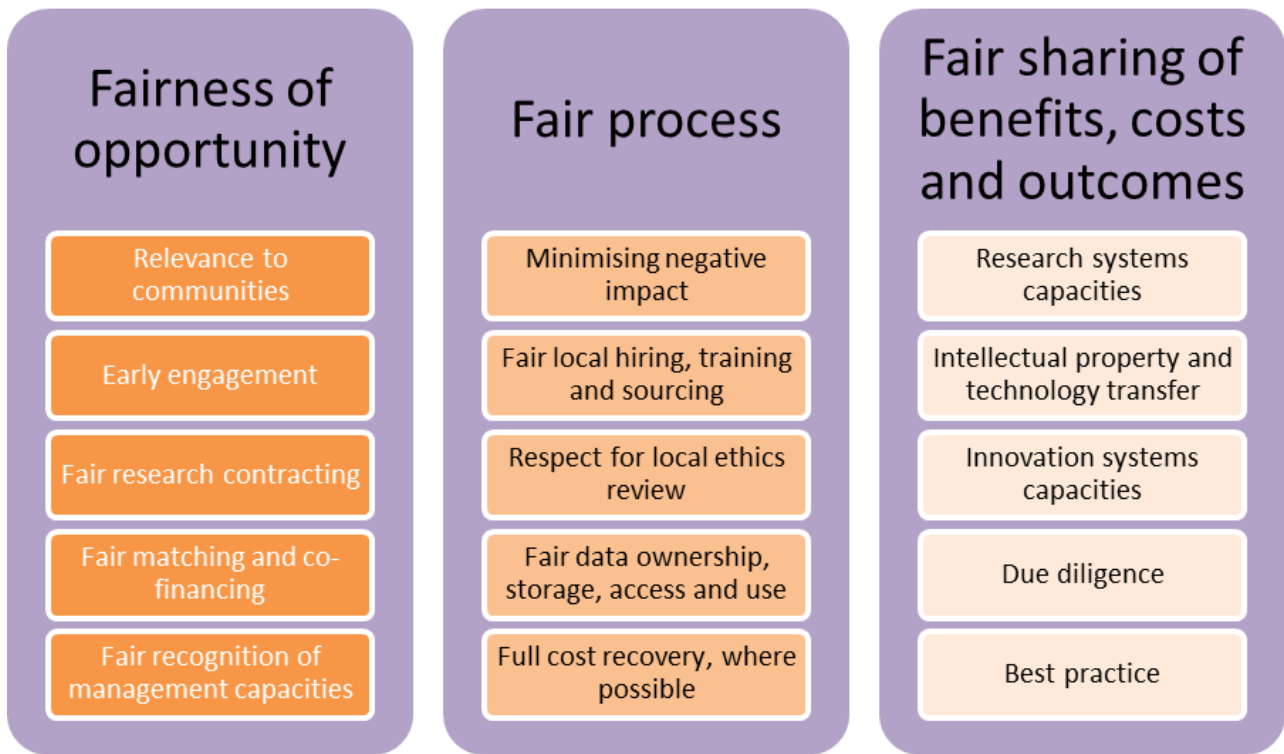 Fairness of
opportunity
Relevance to
communities
Early engagement
Fair research contracting
Fair matching and co-
financing
Fair recognition of
management capacities
Fair process
Minimising negative
impact
Fair local hiring, training
and sourcing
Respect for local ethics
review
Fair data ownership,
storage, access and use
Full cost recovery, where
possible
Fair sharing of
benefits, costs
and outcomes
Research systems
capacities
Intellectual property and
technology transfer
Innovation systems
capacities
Due diligence
Best practice